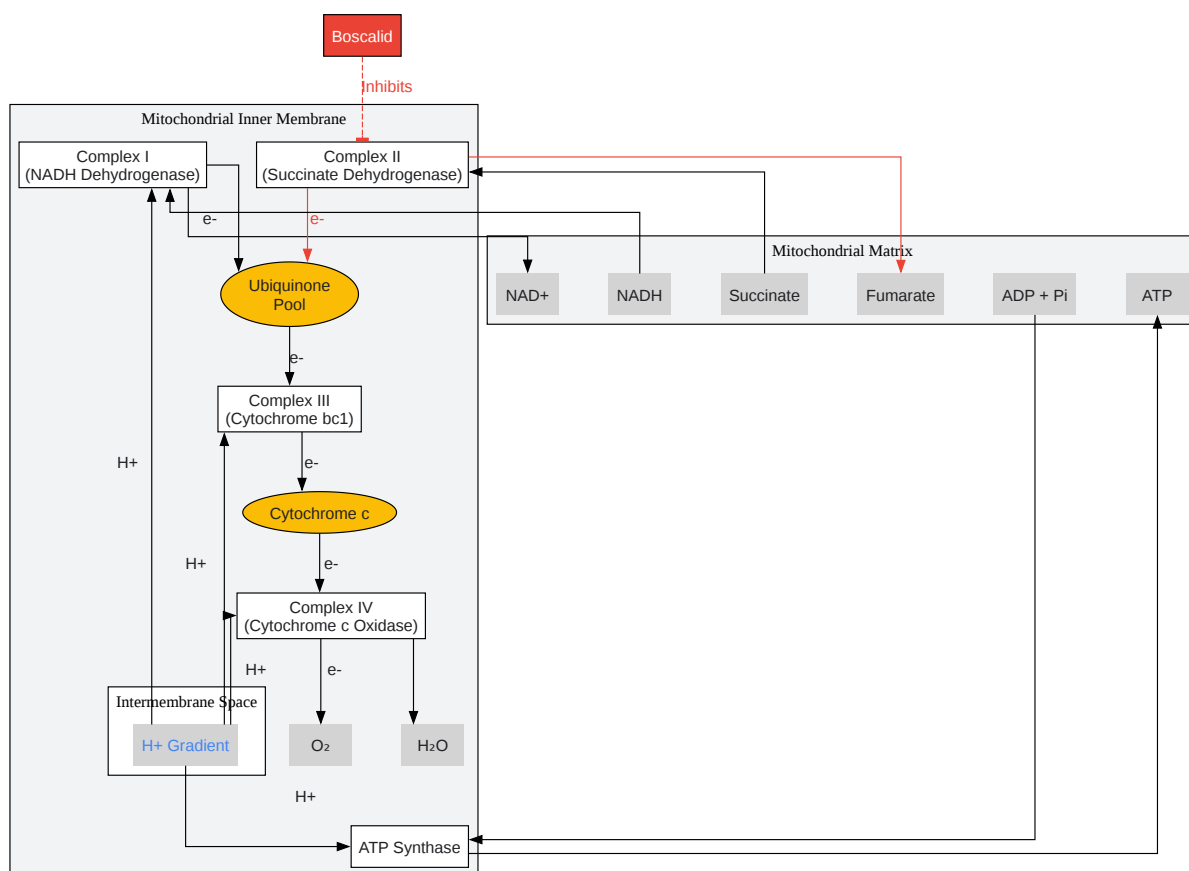 Boscalid
Inhibits
Mitochondrial Inner Membrane
Complex I
(NADH Dehydrogenase)
Complex II
(Succinate Dehydrogenase)
e-
e-
Mitochondrial Matrix
Ubiquinone
Pool
NAD+
NADH
Succinate
Fumarate
ADP + Pi
ATP
e-
Complex III
(Cytochrome bc1)
H+
e-
Cytochrome c
H+
e-
Complex IV
(Cytochrome c Oxidase)
H+
e-
Intermembrane Space
H+ Gradient
O₂
H₂O
H+
ATP Synthase